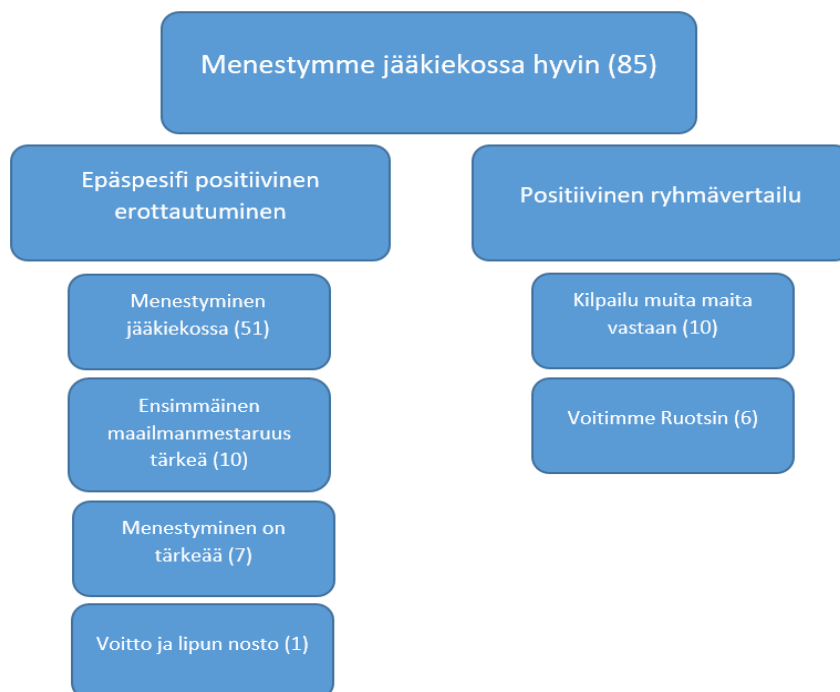 Menestymme jääkiekossa hyvin (85)
Epäspesifi positiivinen
erottautuminen
Menestyminen
jääkiekossa (51)
Ensimmäinen
maailmanmestaruus
tärkeä (10)
Menestyminen on
tärkeää (7)
Voitto ja lipun nosto (1)
Positiivinen ryhmävertailu
Kilpailu muita maita
vastaan (10)
Voitimme Ruotsin (6)